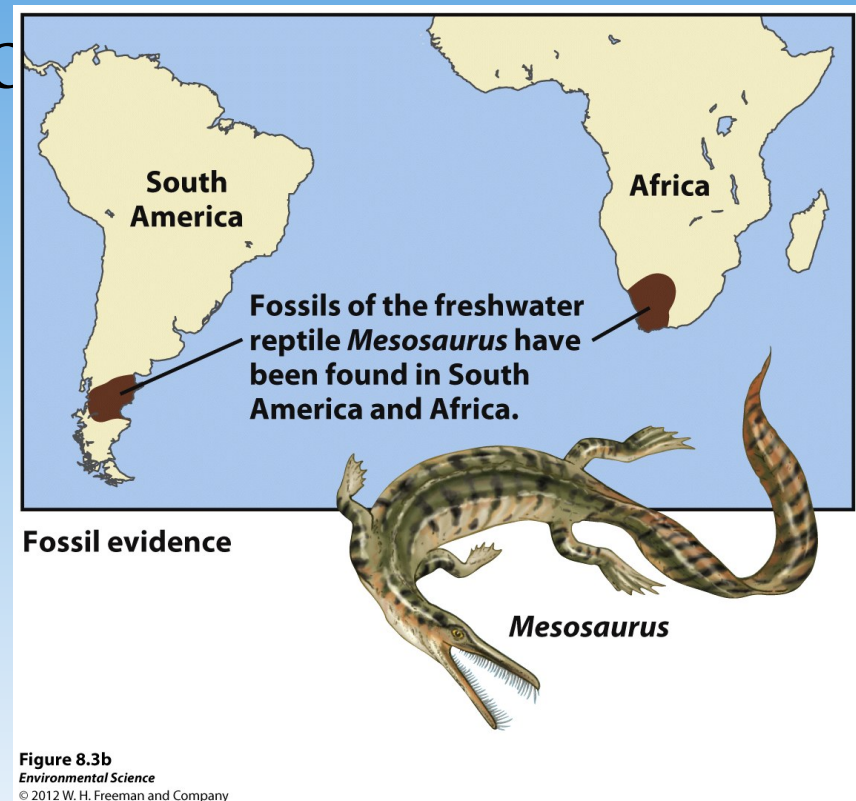 South
America
Africa
Fossils of the freshwater
reptile Mesosaurus have
been found in South
America and Africa.
Fossil evidence
Mesosaurus
Figure 8.3b
Environmental Science
© 2012 W. H. Freeman and Company